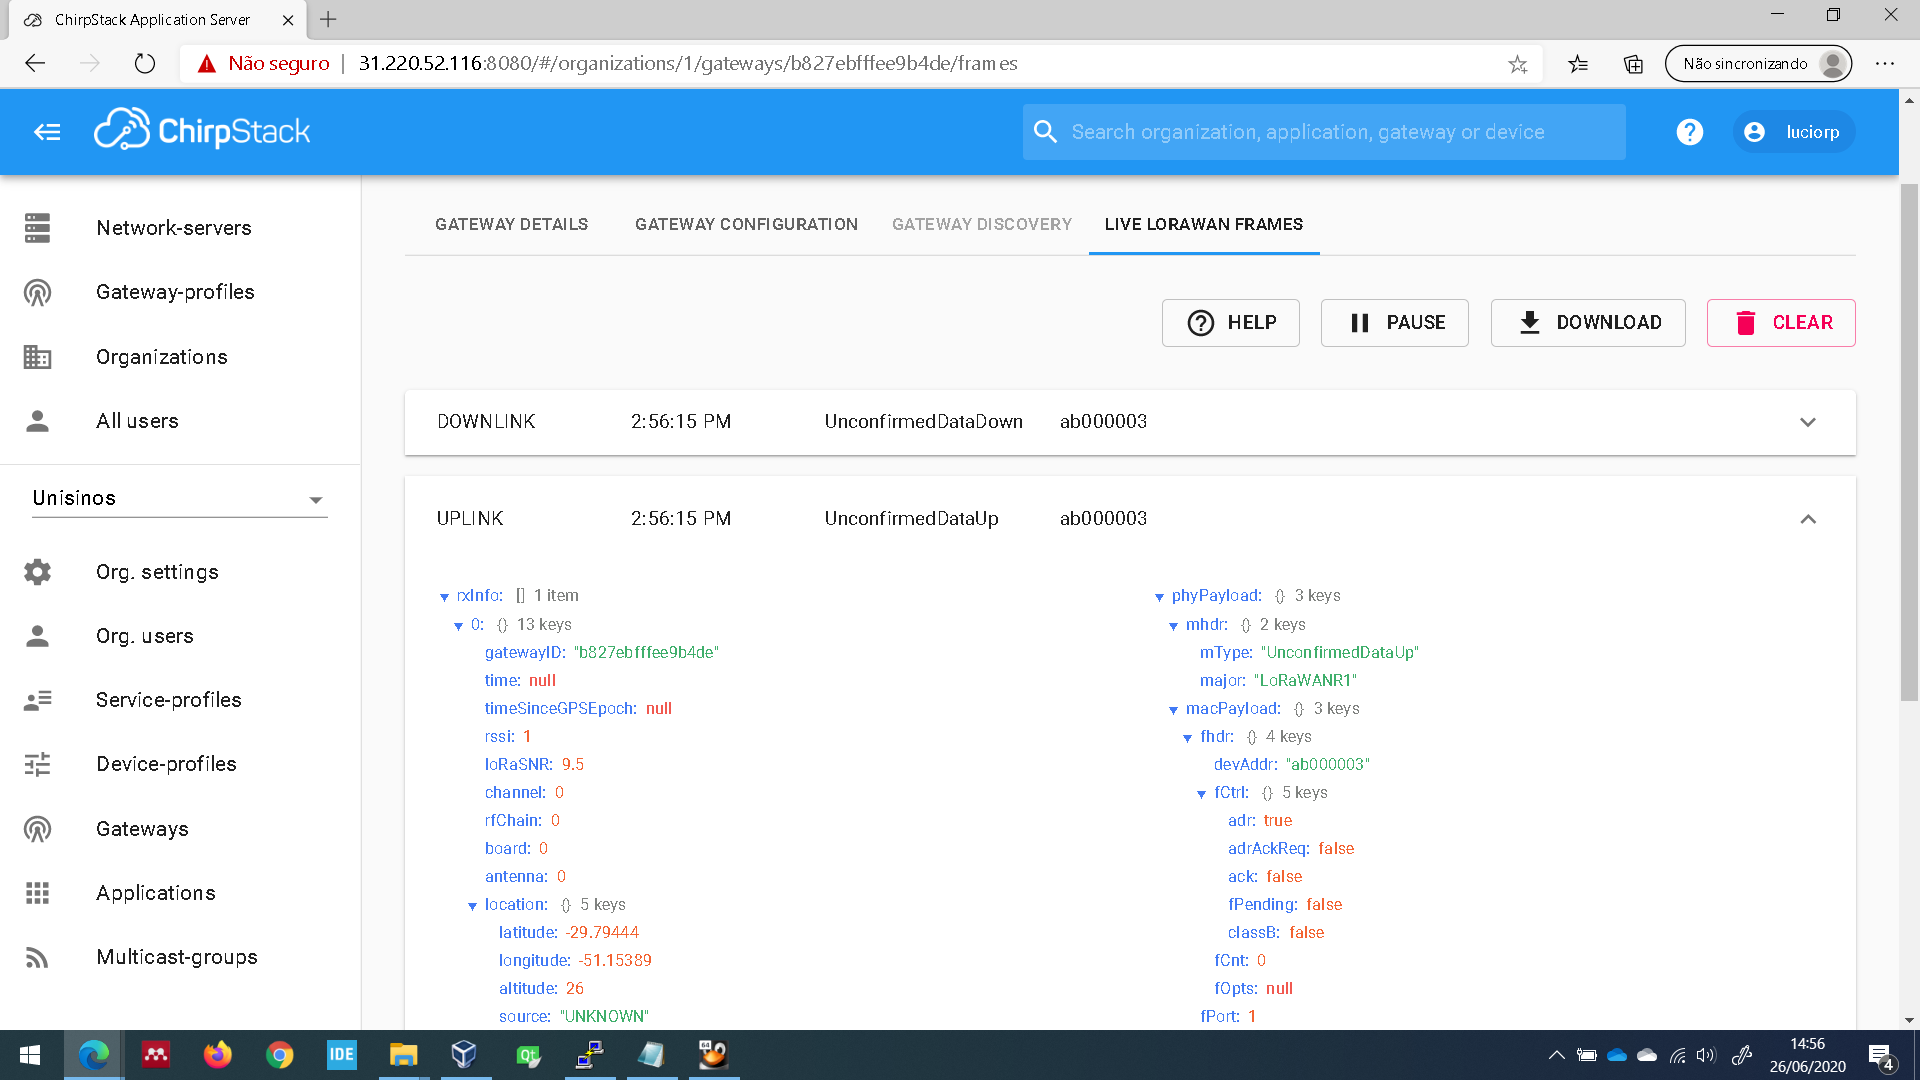 ChirpStack Application Server
Não seguro | 31.220.52.116:8080/#/organizations/1/gateways/b827ebfffee9b4de/frames
Não sincronizando
ChirpStack
Search organization, application, gateway or device
?
luciorp
Network-servers
Gateway-profiles
Organizations
All users
Unisinos
Org. settings
Org. users
Service-profiles
Device-profiles
Gateways
Applications
Multicast-groups
GATEWAY DETAILS GATEWAY CONFIGURATION GATEWAY DISCOVERY LIVE LORAWAN FRAMES
HELP PAUSE DOWNLOAD CLEAR
DOWNLINK 2:56:15 PM UnconfirmedDataDown ab000003
UPLINK 2:56:15 PM UnconfirmedDataUp ab000003
rxInfo: [] 1 item
0: {} 13 keys
gatewayID: "b827ebfffee9b4de"
time: null
timeSinceGPSEpoch: null
rssi: 1
loRaSNR: 9.5
channel: 0
rfChain: 0
board: 0
antenna: 0
location: {} 5 keys
latitude: -29.79444
longitude: -51.15389
altitude: 26
source: "UNKNOWN"
phyPayload: {} 3 keys
mhdr: {} 2 keys
mType: "UnconfirmedDataUp"
major: "LoRaWANR1"
macPayload: {} 3 keys
fhdr: {} 4 keys
devAddr: "ab000003"
fCtrl: {} 5 keys
adr: true
adrAckReq: false
ack: false
fPending: false
classB: false
fCnt: 0
fOpts: null
fPort: 1
IDE
Qt
64
14:56
26/06/2020
4